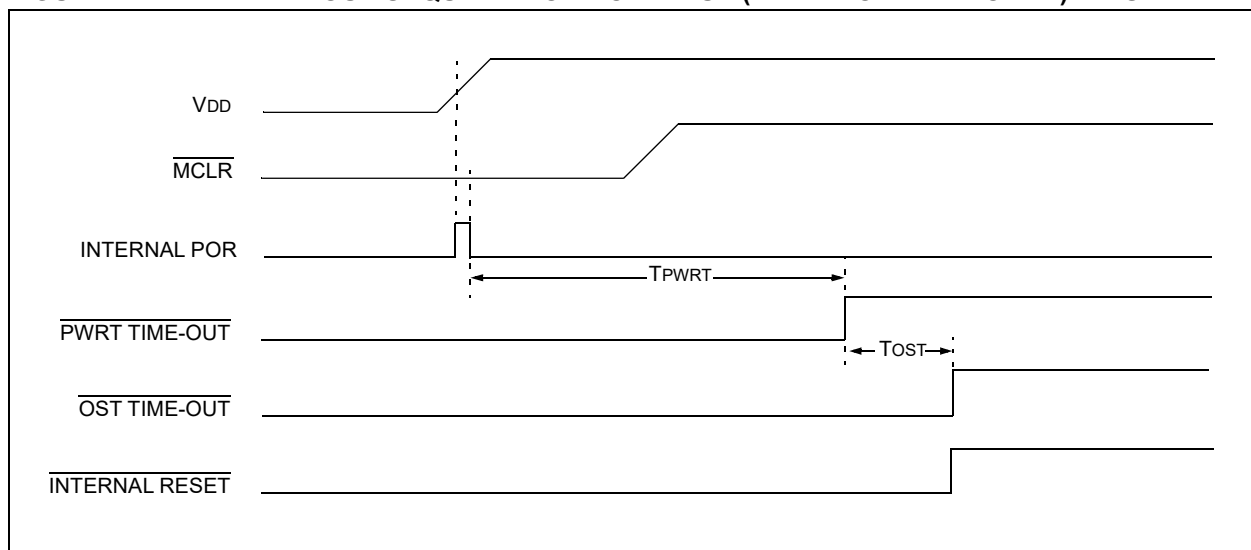 VDD
MCLR
INTERNAL POR
TPWRT
PWRT TIME-OUT
TOST
OST TIME-OUT
INTERNAL RESET